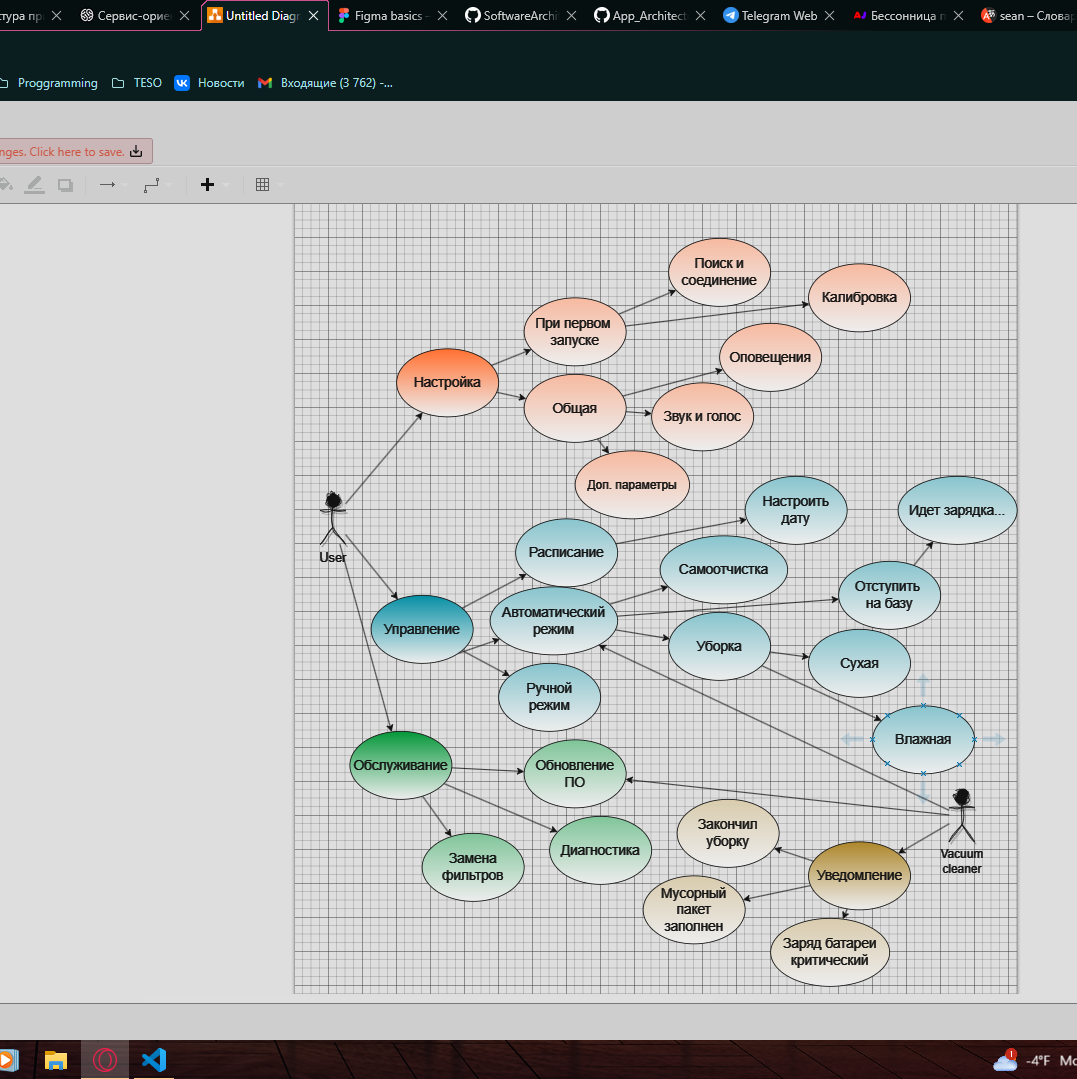 тура пр
Сервис-орие
Untitled Diagr
Figma basics -
SoftwareArchi
App_Architect
Telegram Web
Бессонница п
sean – Словар
Proggramming
TESO
Новости
Входящие (3 762) -...
nges. Click here to save.
Поиск и
соединение
Калибровка
При первом
запуске
Оповещения
Настройка
Общая
Звук и голос
Доп. параметры
Настроить
дату
Идет зарядка...
User
Расписание
Самоотчистка
Отступить
на базу
Автоматический
режим
Управление
Уборка
Сухая
Ручной
режим
Влажная
Обслуживание
Обновление
ПО
Закончил
уборку
Vacuum
cleaner
Диагностика
Замена
фильтров
Уведомление
Мусорный
пакет
заполнен
Заряд батареи
критический
1
-4°F Mo